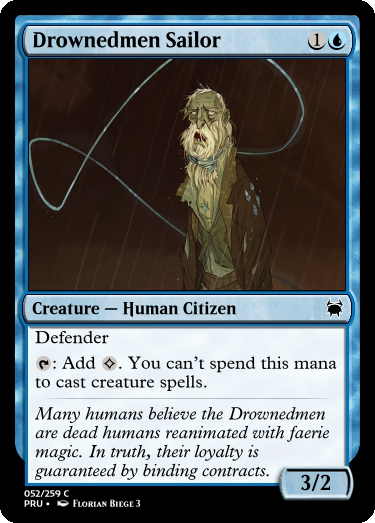 Drownedmen Sailor 1
Creature — Human Citizen
Defender
: Add . You can't spend this mana
to cast creature spells.
Many humans believe the Drownedmen
are dead humans reanimated with faerie
magic. In truth, their loyalty is
guaranteed by binding contracts.
3/2
052/259 C
PRU • Florian Biege 3